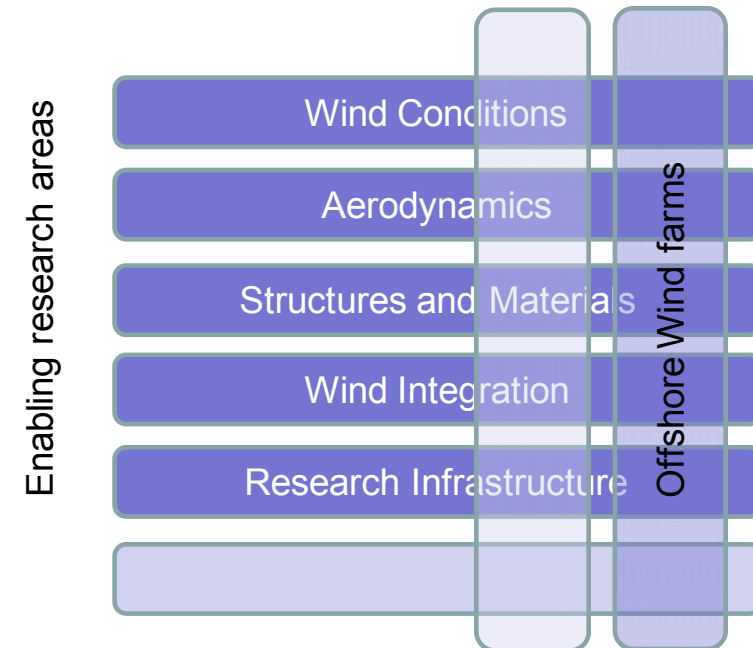 Enabling research areas
Wind Conditions
Aerodynamics
Structures and Materials
Wind Integration
Research Infrastructure
Offshore Wind farms